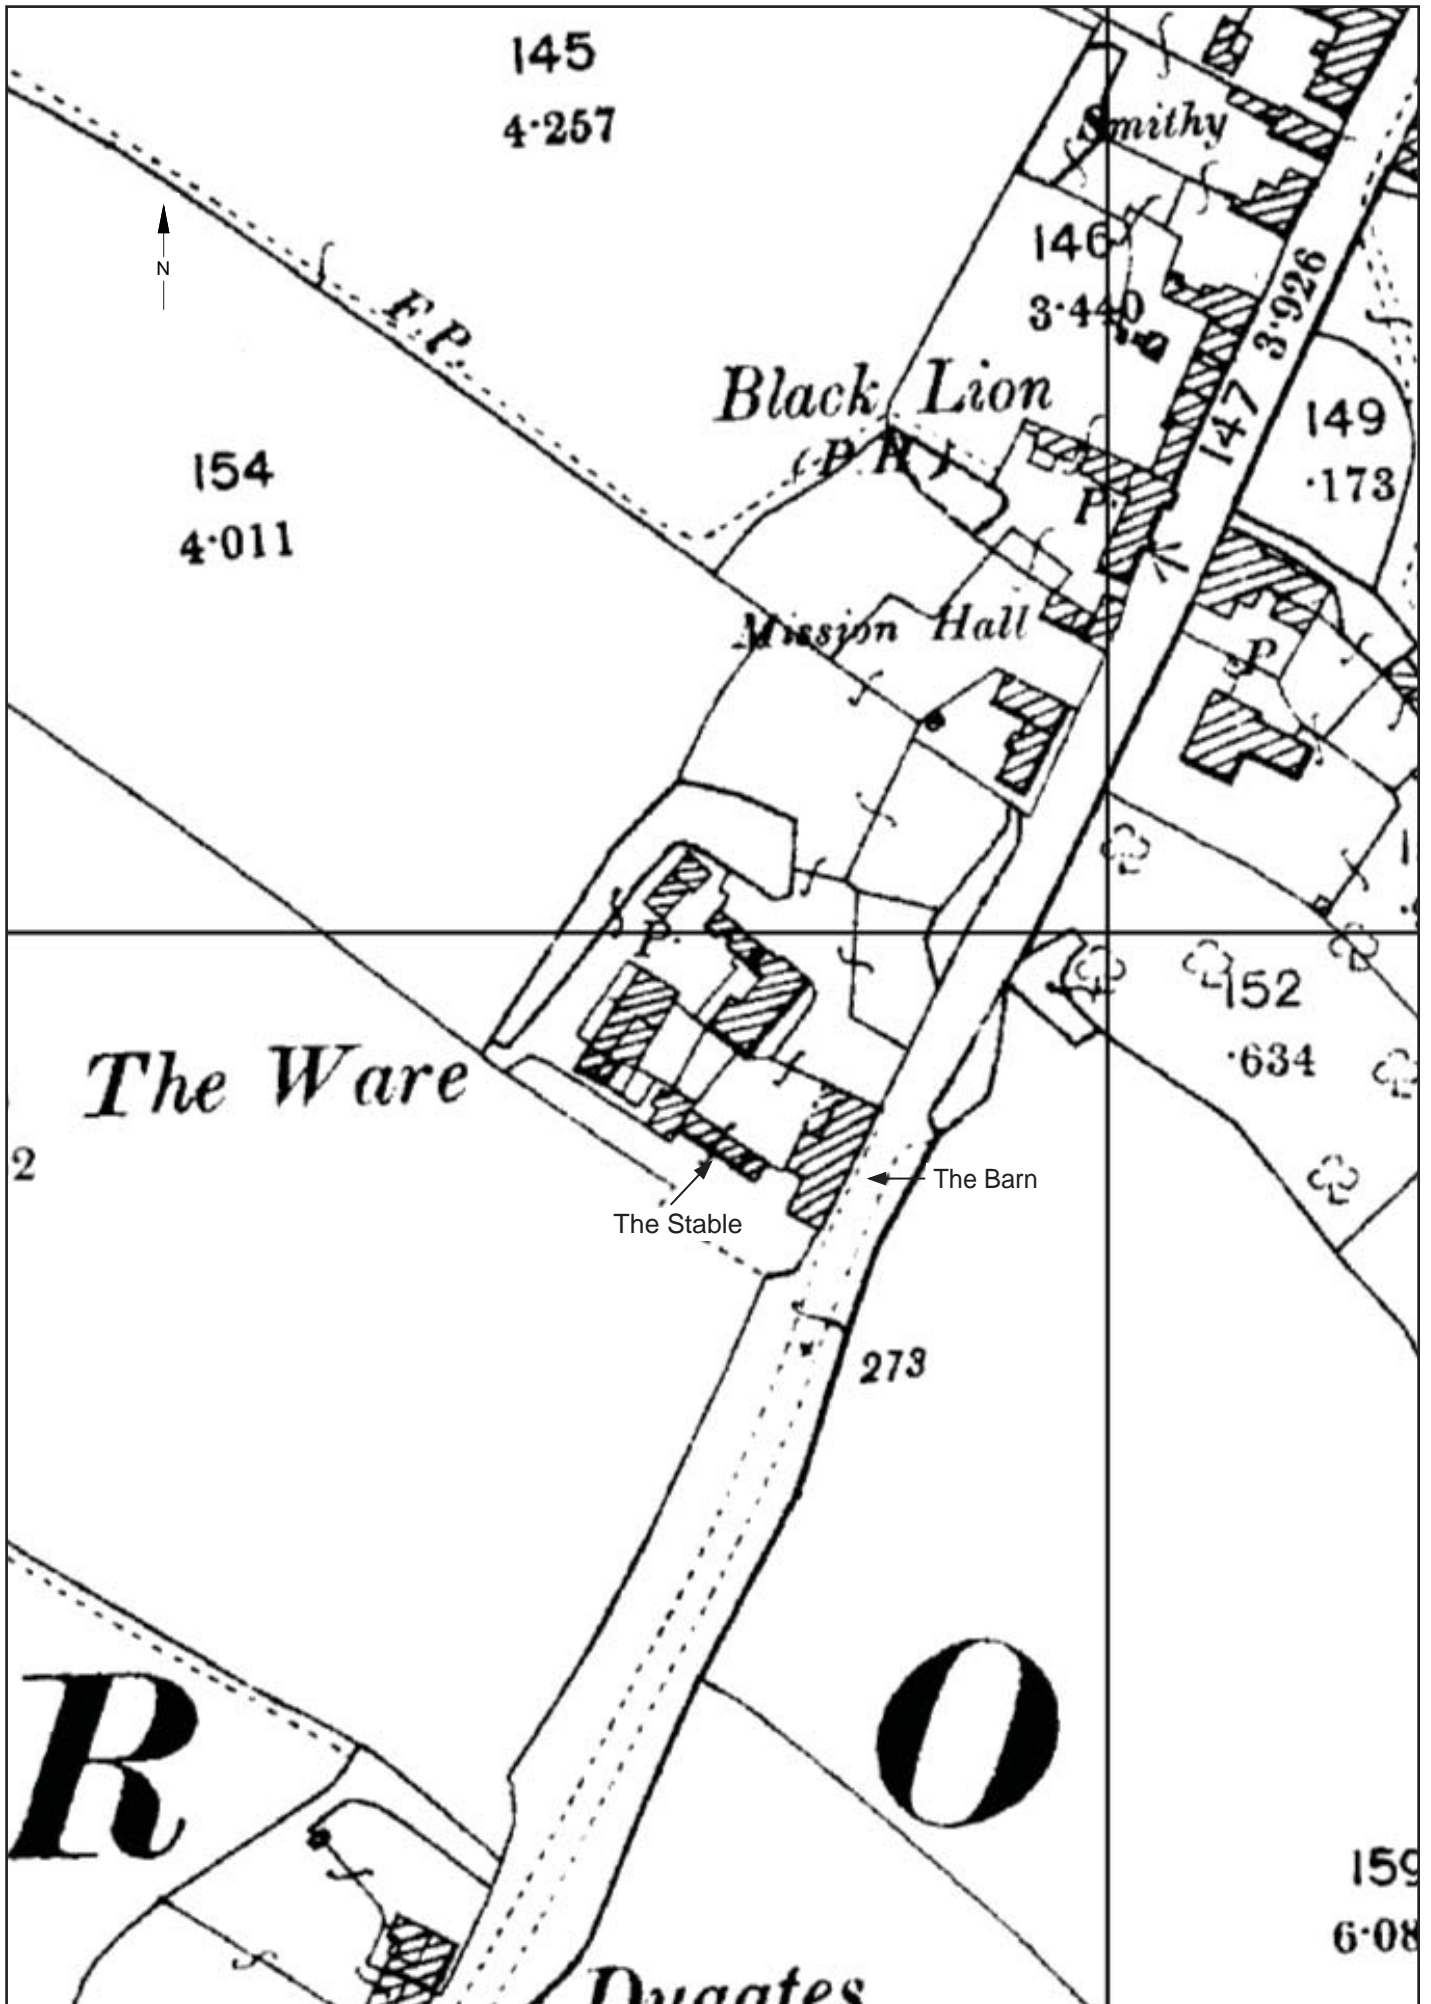 145
4·257
Smithy
N
146
3·440
F.P.
147 3·926
Black Lion
(P.H.)
149
·173
154
4·011
P
Mission Hall
P
P
152
·634
The Ware
2
The Barn
The Stable
273
R O
159
6·08
Dugates